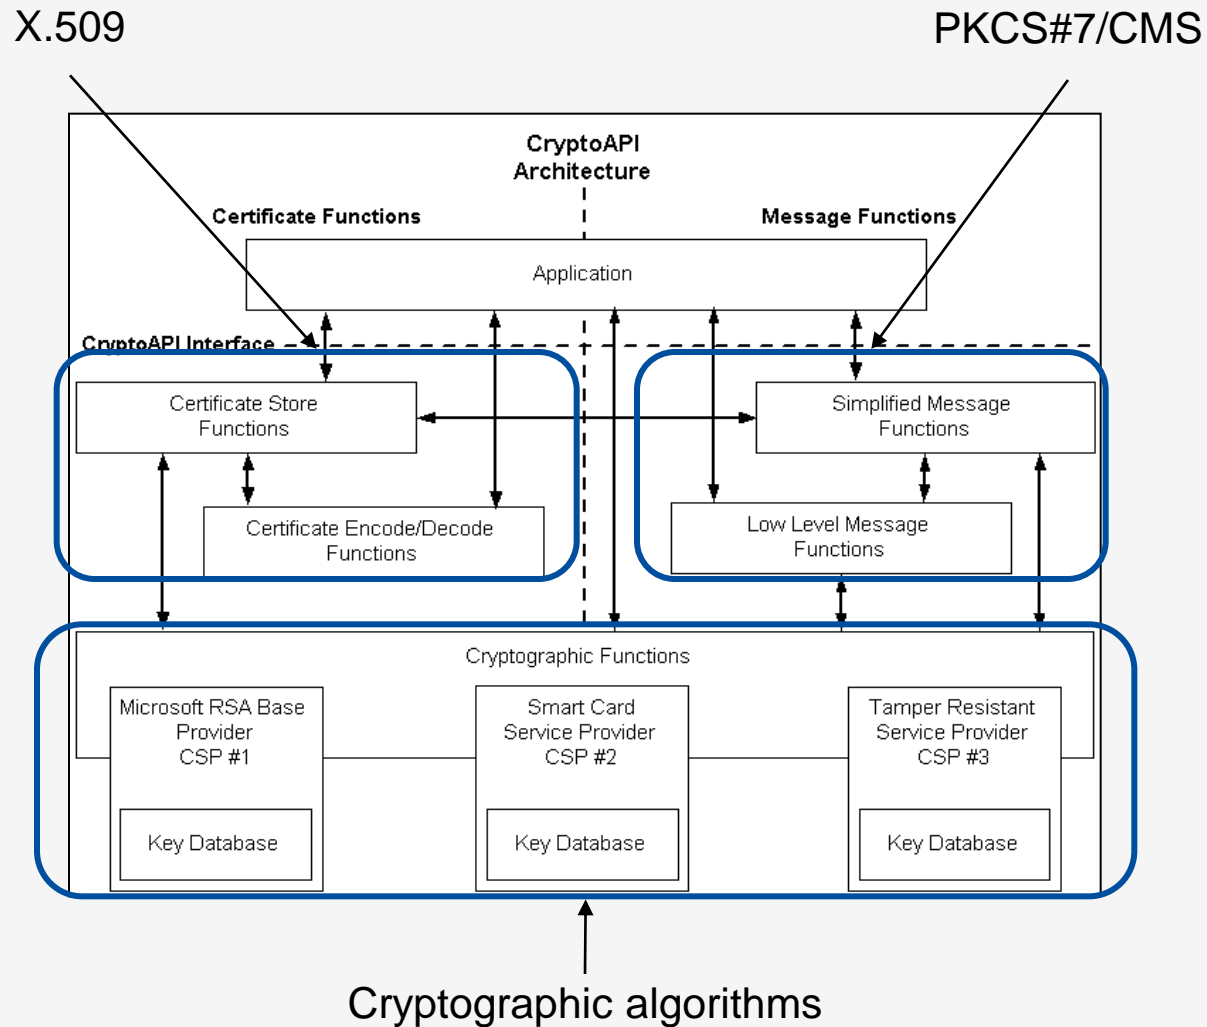 X.509
PKCS#7/CMS
CryptoAPI
Architecture
Certificate Functions
Message Functions
Application
CryptoAPI Interface
Certificate Store
Functions
Simplified Message
Functions
Certificate Encode/Decode
Functions
Low Level Message
Functions
Cryptographic Functions
Microsoft RSA Base
Provider
CSP #1
Key Database
Smart Card
Service Provider
CSP #2
Key Database
Tamper Resistant
Service Provider
CSP #3
Key Database
Cryptographic algorithms